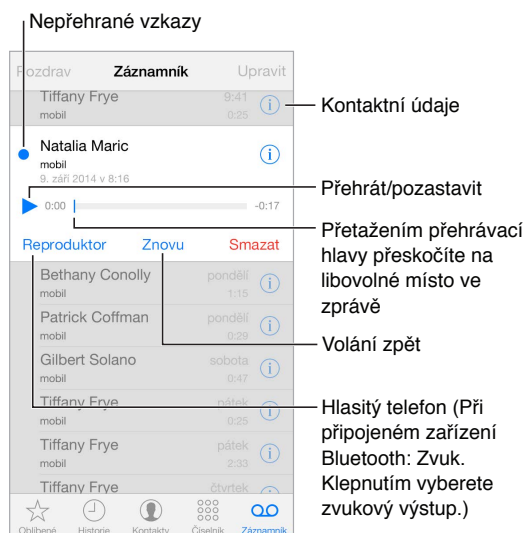 Nepřehrané vzkazy
Pozdrav Záznamník Upravit
Tiffany Frye 9:41
mobil 0:25
Kontaktní údaje
Natalia Maric
mobil
9. září 2014 v 8:16
Přehrát/pozastavit
0:00 -0:17
Přetažením přehrávací
hlavy přeskočíte na
libovolné místo ve
zprávě
Reproduktor Znovu Smazat
Bethany Conolly pondělí
mobil 1:15
Patrick Coffman pondělí
mobil 0:29
Volání zpět
Gilbert Solano sobota
mobil 0:47
Tiffany Frye pátek
mobil 0:25
Hlasitý telefon (Při
připojeném zařízení
Bluetooth: Zvuk.
Klepnutím vyberete
zvukový výstup.)
Tiffany Frye pátek
mobil 2:33
Tiffany Frye čtvrtek
Oblíbené Historie Kontakty Číselník Záznamník